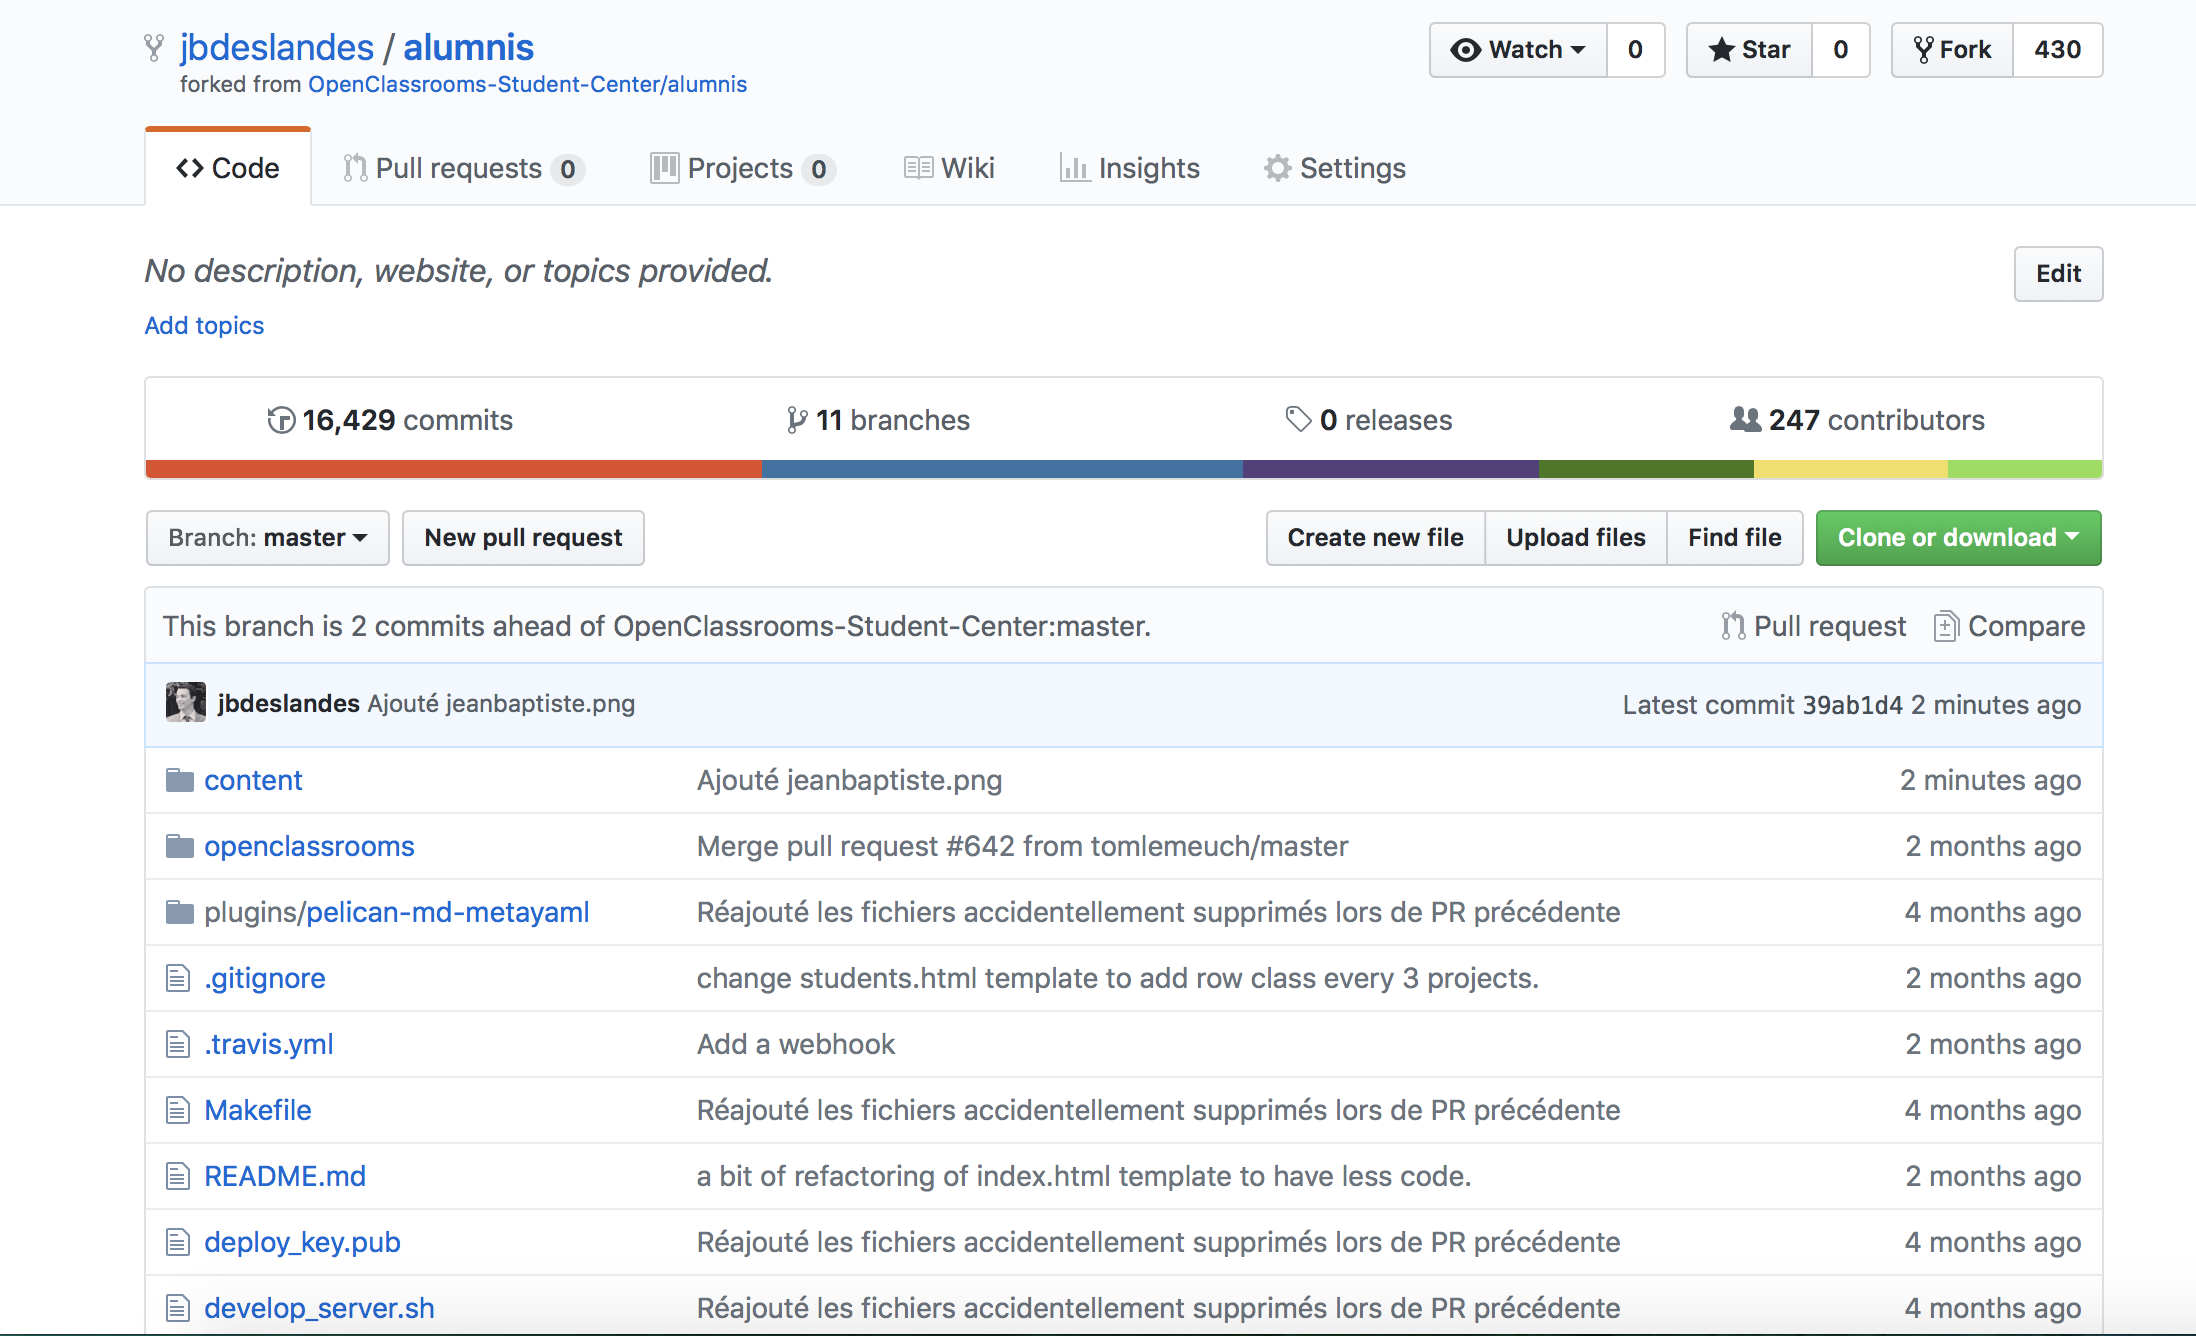 jbdeslandes / alumnis
Watch 0 Star 0 Fork 430
forked from OpenClassrooms-Student-Center/alumnis
Code Pull requests 0 Projects 0 Wiki Insights Settings
No description, website, or topics provided.
Edit
Add topics
16,429 commits 11 branches 0 releases 247 contributors
Branch: master New pull request Create new file Upload files Find file Clone or download
This branch is 2 commits ahead of OpenClassrooms-Student-Center:master. Pull request Compare
jbdeslandes Ajouté jeanbaptiste.png Latest commit 39ab1d4 2 minutes ago
content Ajouté jeanbaptiste.png 2 minutes ago
openclassrooms Merge pull request #642 from tomlemeuch/master 2 months ago
plugins/pelican-md-metayaml Réajouté les fichiers accidentellement supprimés lors de PR précédente 4 months ago
.gitignore change students.html template to add row class every 3 projects. 2 months ago
.travis.yml Add a webhook 2 months ago
Makefile Réajouté les fichiers accidentellement supprimés lors de PR précédente 4 months ago
README.md a bit of refactoring of index.html template to have less code. 2 months ago
deploy_key.pub Réajouté les fichiers accidentellement supprimés lors de PR précédente 4 months ago
develop_server.sh Réajouté les fichiers accidentellement supprimés lors de PR précédente 4 months ago